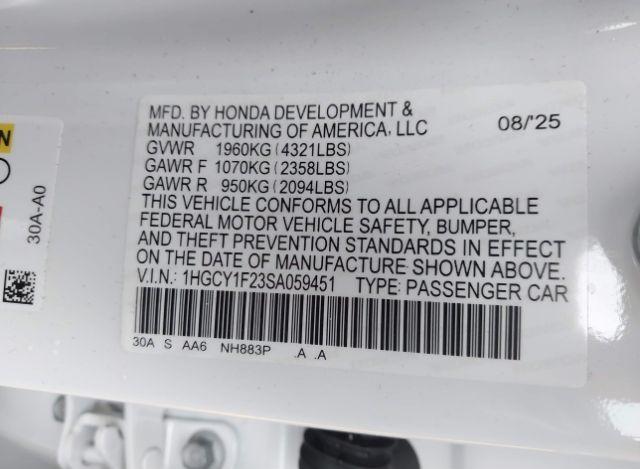 MFD. BY HONDA DEVELOPMENT &
MANUFACTURING OF AMERICA, LLC 08/'25
GVWR 1960KG (4321LBS)
GAWR F 1070KG (2358LBS)
GAWR R 950KG (2094LBS)
THIS VEHICLE CONFORMS TO ALL APPLICABLE
FEDERAL MOTOR VEHICLE SAFETY, BUMPER,
AND THEFT PREVENTION STANDARDS IN EFFECT
ON THE DATE OF MANUFACTURE SHOWN ABOVE.
V.I.N.: 1HGCY1F23SA059451 TYPE: PASSENGER CAR
30A S AA6 NH883P .A .A
30A-A0